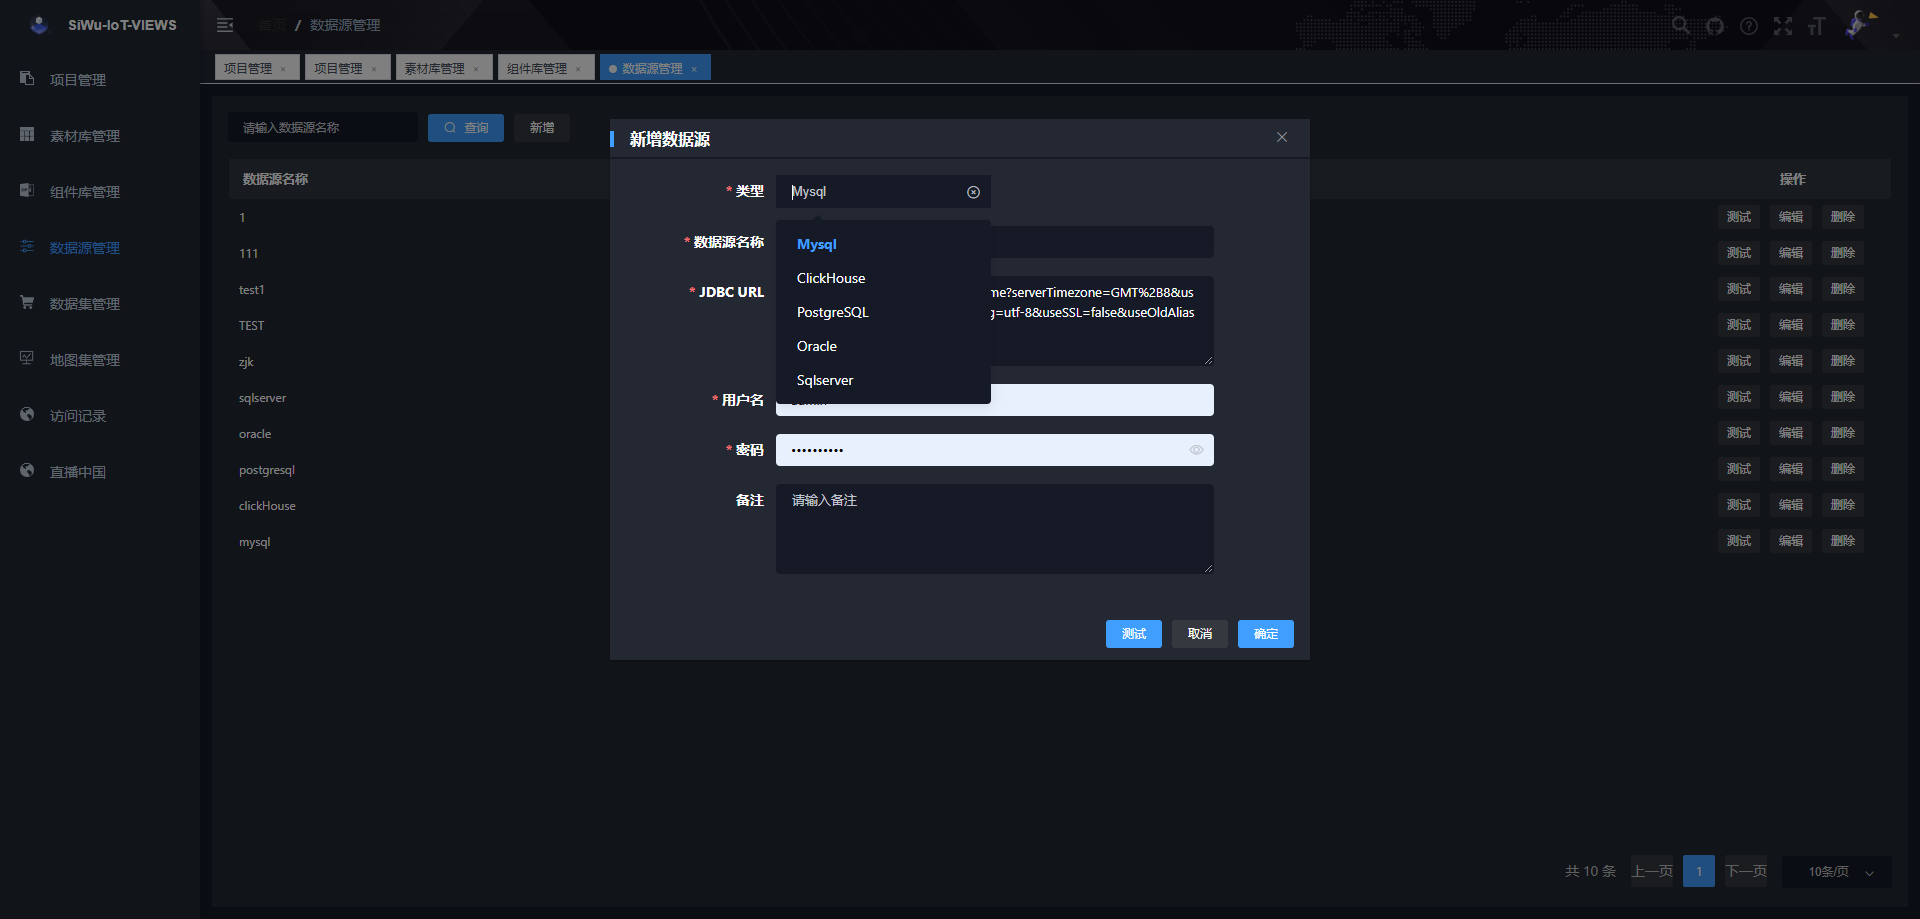 SiWu-IoT-VIEWS
首页 / 数据源管理
项目管理
素材库管理
组件库管理
数据源管理
数据集管理
地图集管理
访问记录
直播中国
项目管理 ×
项目管理 ×
素材库管理 ×
组件库管理 ×
数据源管理 ×
请输入数据源名称
查询
新增
数据源名称
操作
1
测试 编辑 删除
111
测试 编辑 删除
test1
测试 编辑 删除
TEST
测试 编辑 删除
zjk
测试 编辑 删除
sqlserver
测试 编辑 删除
oracle
测试 编辑 删除
postgresql
测试 编辑 删除
clickHouse
测试 编辑 删除
mysql
测试 编辑 删除
新增数据源
* 类型
Mysql
Mysql
ClickHouse
PostgreSQL
Oracle
Sqlserver
* 数据源名称
* JDBC URL
me?serverTimezone=GMT%2B8&us
g=utf-8&useSSL=false&useOldAlias
* 用户名
* 密码
••••••••••
备注
请输入备注
测试 取消 确定
共 10 条 上一页 1 下一页 10条/页